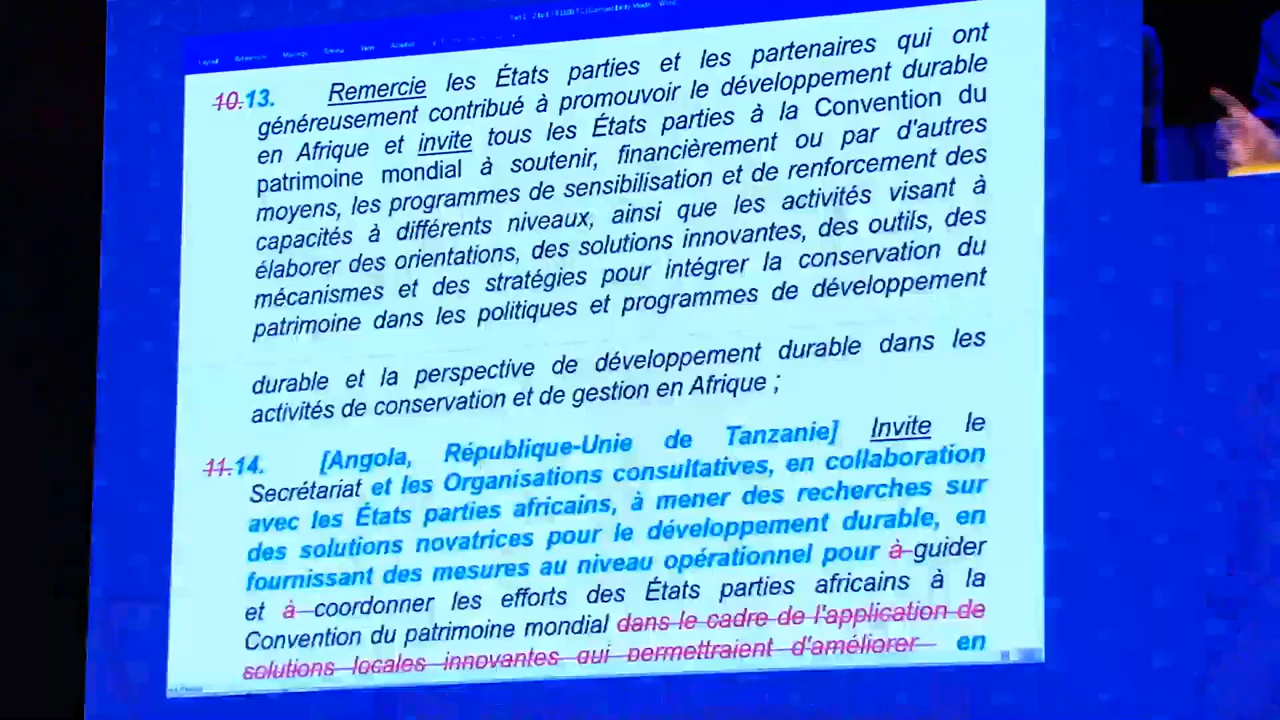 10.13. Remercie les États parties et les partenaires qui ont
généreusement contribué à promouvoir le développement durable
en Afrique et invite tous les États parties à la Convention du
patrimoine mondial à soutenir, financièrement ou par d'autres
moyens, les programmes de sensibilisation et de renforcement des
capacités à différents niveaux, ainsi que les activités visant à
élaborer des orientations, des solutions innovantes, des outils, des
mécanismes et des stratégies pour intégrer la conservation du
patrimoine dans les politiques et programmes de développement
durable et la perspective de développement durable dans les
activités de conservation et de gestion en Afrique ;
11.14. [Angola, République-Unie de Tanzanie] Invite le
Secrétariat et les Organisations consultatives, en collaboration
avec les États parties africains, à mener des recherches sur
des solutions novatrices pour le développement durable, en
fournissant des mesures au niveau opérationnel pour à guider
et à coordonner les efforts des États parties africains à la
Convention du patrimoine mondial dans le cadre de l'application de
solutions locales innovantes qui permettraient d'améliorer en